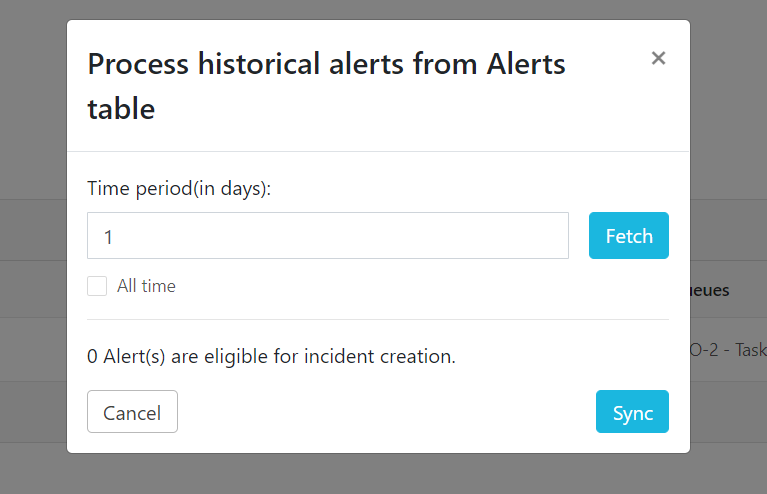 Process historical alerts from Alerts
table
×
Time period(in days):
1
Fetch
All time
0 Alert(s) are eligible for incident creation.
Cancel
Sync
O-2 - Task